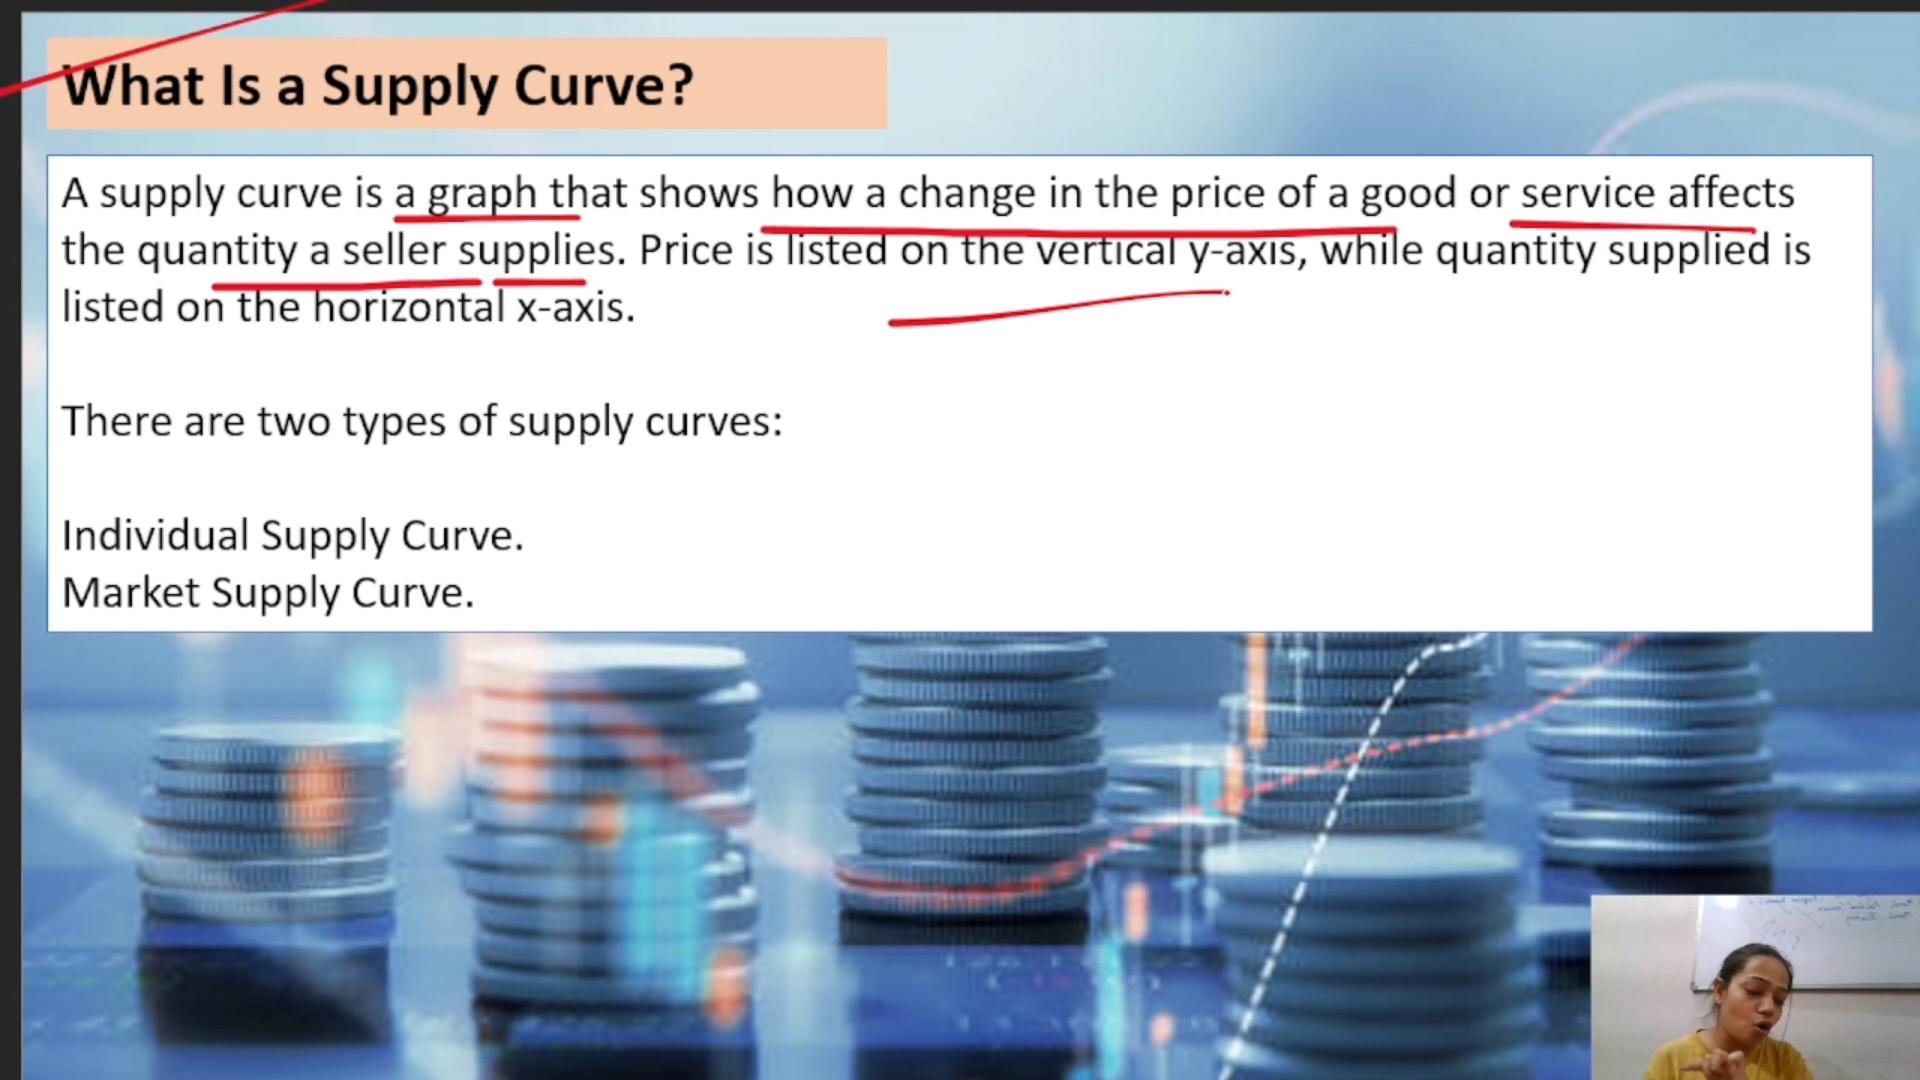 What Is a Supply Curve?
A supply curve is a graph that shows how a change in the price of a good or service affects
the quantity a seller supplies. Price is listed on the vertical y-axis, while quantity supplied is
listed on the horizontal x-axis.
There are two types of supply curves:
Individual Supply Curve.
Market Supply Curve.